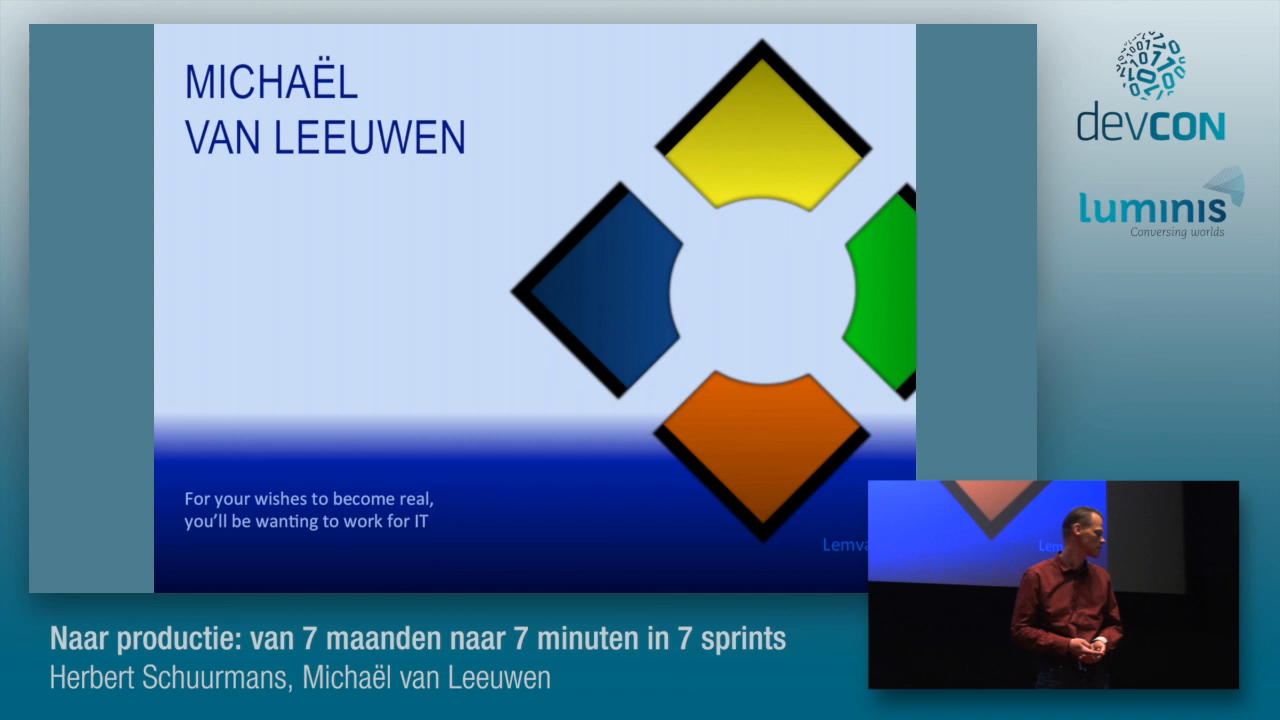 MICHAËL
VAN LEEUWEN
For your wishes to become real,
you'll be wanting to work for IT
devCON
luminis
Conversing worlds
Naar productie: van 7 maanden naar 7 minuten in 7 sprints
Herbert Schuurmans, Michaël van Leeuwen